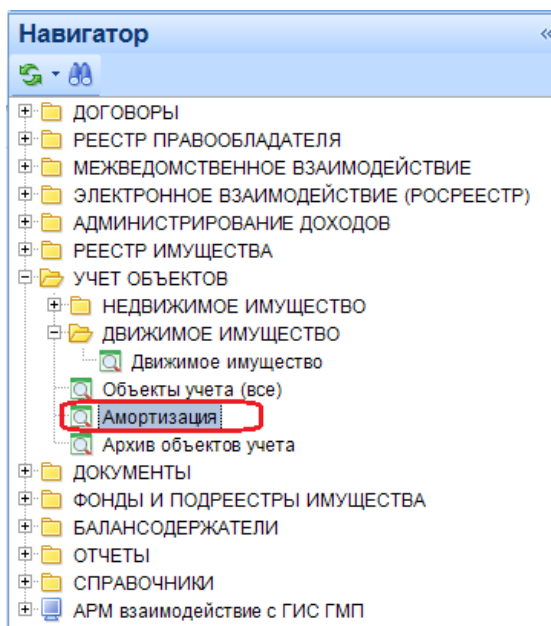 Навигатор
ДОГОВОРЫ
РЕЕСТР ПРАВООБЛАДАТЕЛЯ
МЕЖВЕДОМСТВЕННОЕ ВЗАИМОДЕЙСТВИЕ
ЭЛЕКТРОННОЕ ВЗАИМОДЕЙСТВИЕ (РОСРЕЕСТР)
АДМИНИСТРИРОВАНИЕ ДОХОДОВ
РЕЕСТР ИМУЩЕСТВА
УЧЕТ ОБЪЕКТОВ
НЕДВИЖИМОЕ ИМУЩЕСТВО
ДВИЖИМОЕ ИМУЩЕСТВО
Движимое имущество
Объекты учета (все)
Амортизация
Архив объектов учета
ДОКУМЕНТЫ
ФОНДЫ И ПОДРЕЕСТРЫ ИМУЩЕСТВА
БАЛАНСОДЕРЖАТЕЛИ
ОТЧЕТЫ
СПРАВОЧНИКИ
АРМ взаимодействие с ГИС ГМП